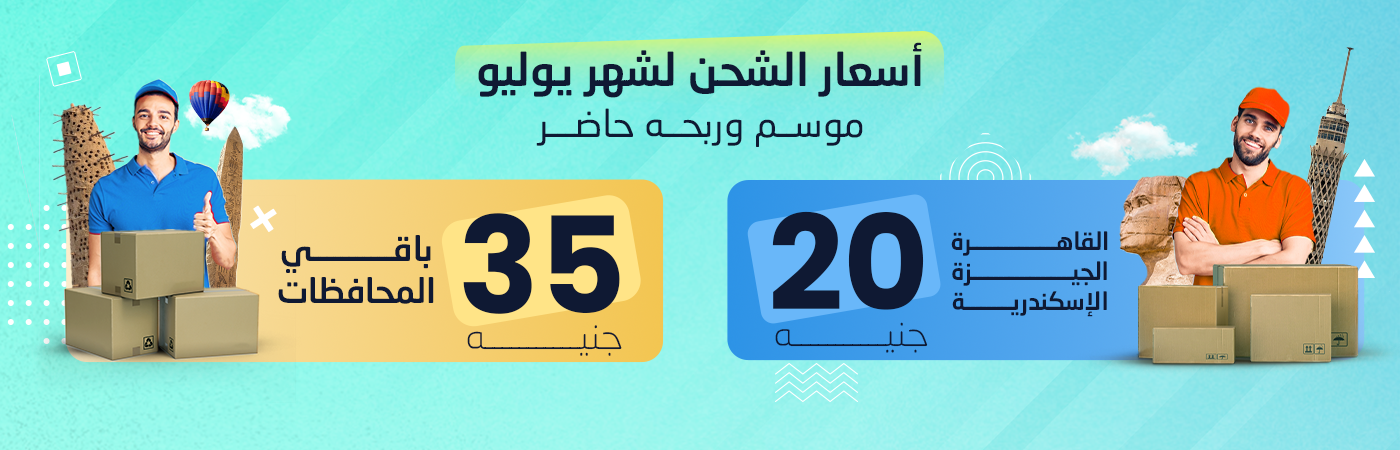 أسعار الشحن لشهر يوليو
موسم وربحه حاضر
القاهرة
الجيزة
الإسكندرية
20
جنيه
35
جنيه
باقي
المحافظات